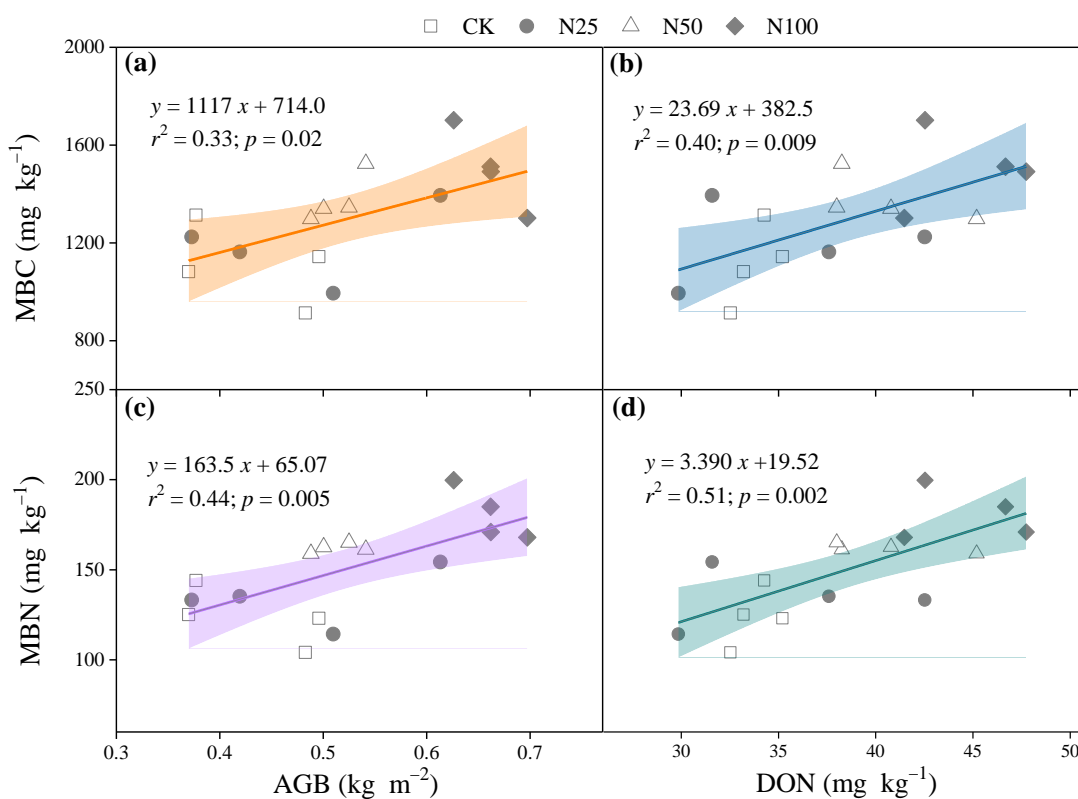 CK N25 N50 N100
(a)
y = 1117 x + 714.0
r² = 0.33; p = 0.02
(b)
y = 23.69 x + 382.5
r² = 0.40; p = 0.009
MBC (mg kg⁻¹)
2000
1600
1200
800
250
(c)
y = 163.5 x + 65.07
r² = 0.44; p = 0.005
(d)
y = 3.390 x +19.52
r² = 0.51; p = 0.002
MBN (mg kg⁻¹)
200
150
100
0.3 0.5 0.6 0.7 30 40 45 50
AGB (kg m⁻²) DON (mg kg⁻¹)